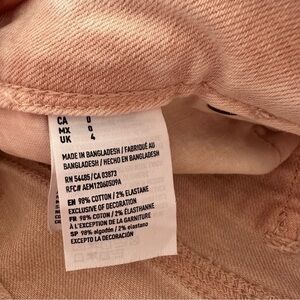 CA 0
MX 0
UK 4
MADE IN BANGLADESH / FABRIQUÉ AU
BANGLADESH / HECHO EN BANGLADESH
RN 54485/CA 03873
RFC# AEM1206050U9A
EN 98% COTTON / 2% ELASTANE
EXCLUSIVE OF DECORATION
FR 98% COTON / 2% ÉLASTHANNE
À L'EXCEPTION DE LA GARNITURE
SP 98% algodón / 2% elastano
EXCEPTO LA DECORACIÓN